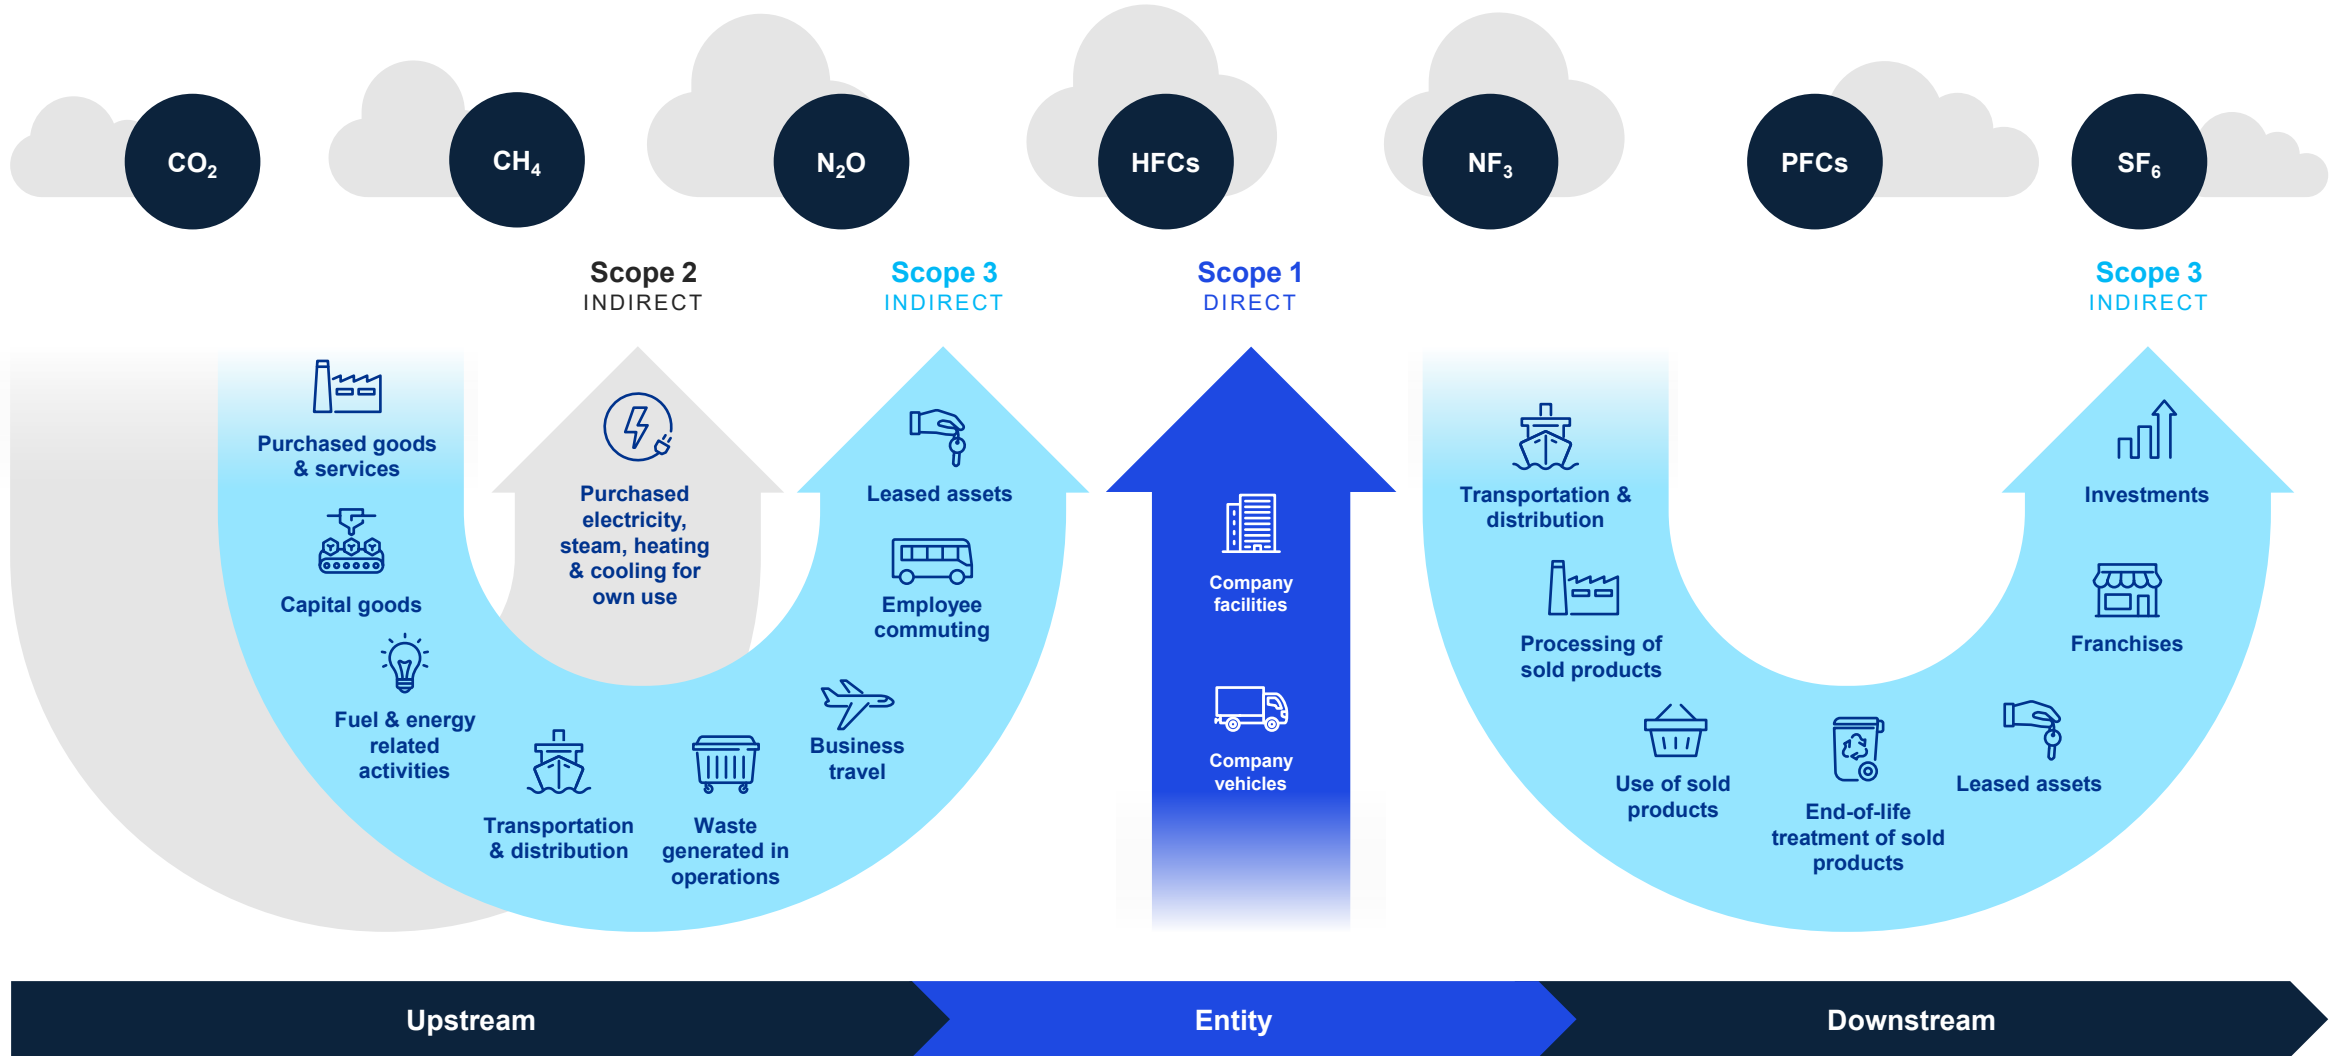 CO₂
CH₄
N₂O
HFCs
NF₃
PFCs
SF₆
Scope 2
INDIRECT
Scope 3
INDIRECT
Scope 1
DIRECT
Scope 3
INDIRECT
Purchased goods
& services
Capital goods
Fuel & energy
related
activities
Transportation
& distribution
Waste
generated in
operations
Business
travel
Employee
commuting
Leased assets
Purchased
electricity,
steam, heating
& cooling for
own use
Company
facilities
Company
vehicles
Transportation &
distribution
Processing of
sold products
Use of sold
products
End-of-life
treatment of sold
products
Leased assets
Franchises
Investments
Upstream
Entity
Downstream